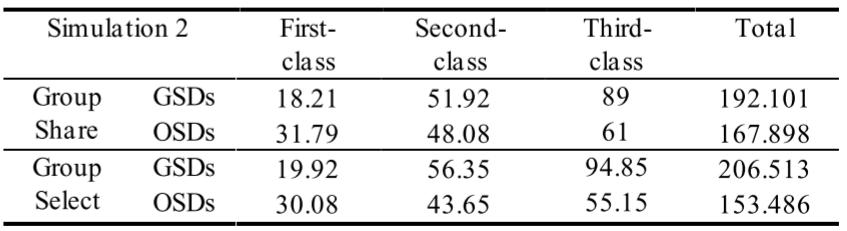 Simulation 2 First- Second- Third- Total
class class class
Group GSDs 18.21 51.92 89 192.101
Share OSDs 31.79 48.08 61 167.898
Group GSDs 19.92 56.35 94.85 206.513
Select OSDs 30.08 43.65 55.15 153.486